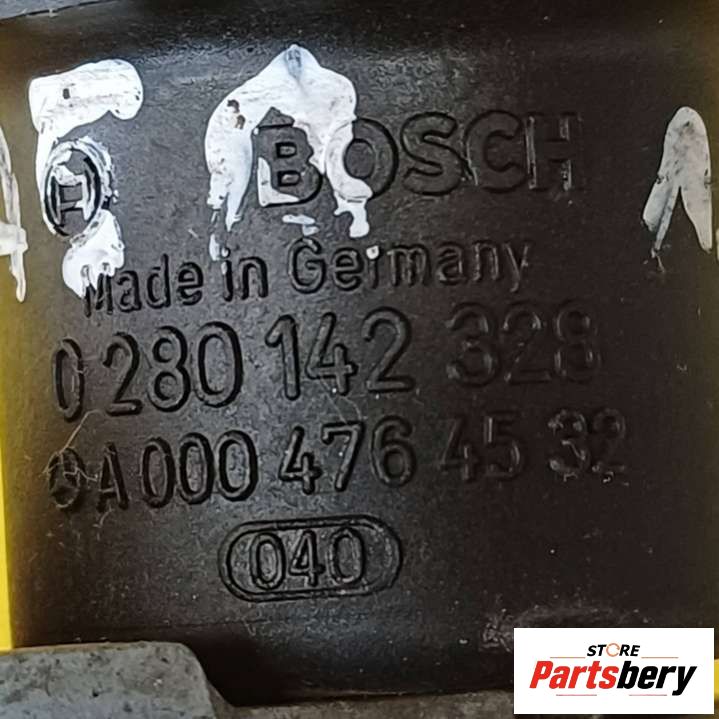 BOSCH
Made in Germany
0 280 142 328
A 000 476 45 32
040
STORE
Partsbery